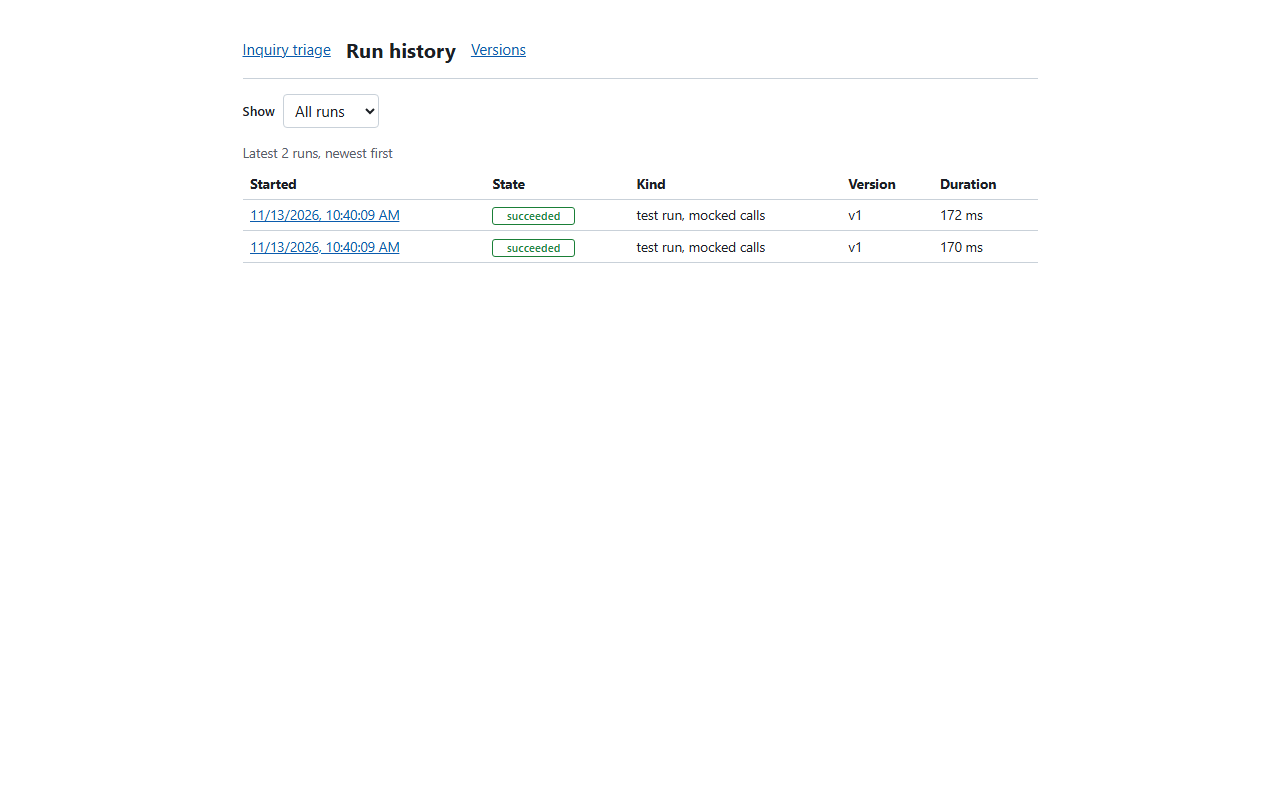 Inquiry triage Run history Versions
Show All runs
Latest 2 runs, newest first
Started State Kind Version Duration
11/13/2026, 10:40:09 AM succeeded test run, mocked calls v1 172 ms
11/13/2026, 10:40:09 AM succeeded test run, mocked calls v1 170 ms